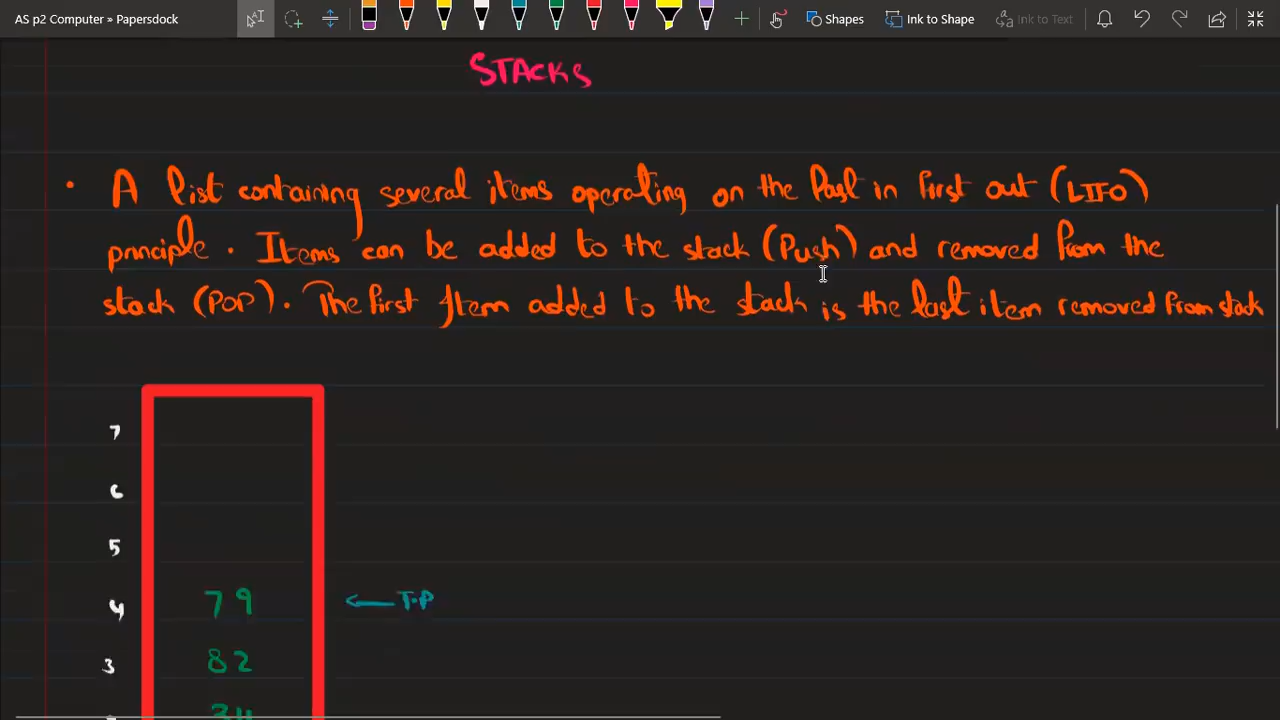 AS p2 Computer » Papersdock
Shapes
Ink to Shape
Ink to Text
STACKS
• A list containing several items operating on the last in first out (LIFO)
principle. Items can be added to the stack (Push) and removed from the
stack (POP). The first Item added to the stack is the last item removed from stack
7
6
5
4 79 ← T.P
3 82